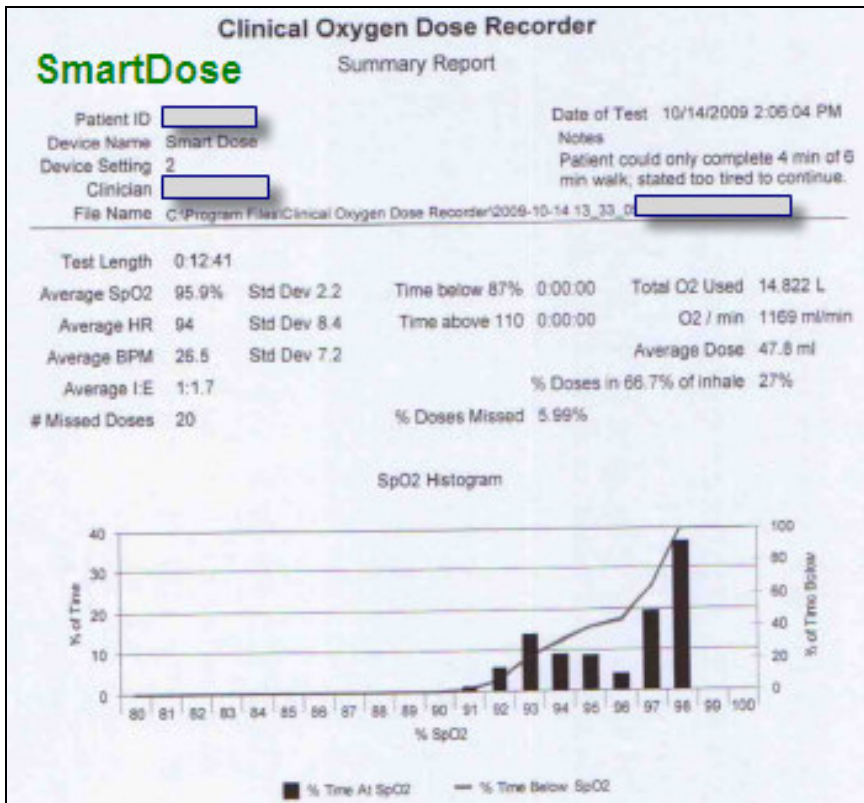 Clinical Oxygen Dose Recorder
SmartDose Summary Report
Patient ID
Date of Test 10/14/2009 2:06:04 PM
Device Name Smart Dose
Notes
Device Setting 2
Patient could only complete 4 min of 6
min walk; stated too tired to continue.
Clinician
File Name C:\Program Files\Clinical Oxygen Dose Recorder\2009-10-14 13_33_0
Test Length 0:12:41
Average SpO2 95.9% Std Dev 2.2 Time below 87% 0:00:00 Total O2 Used 14.822 L
Average HR 94 Std Dev 8.4 Time above 110 0:00:00 O2 / min 1169 ml/min
Average BPM 26.5 Std Dev 7.2 Average Dose 47.8 ml
Average I:E 1:1.7 % Doses in 66.7% of inhale 27%
# Missed Doses 20 % Doses Missed 5.99%
SpO2 Histogram
% of Time
40
30
20
10
0
% of Time Below
100
80
60
40
20
0
80 81 82 83 84 85 86 87 88 89 90 91 92 93 94 95 96 97 98 99 100
% SpO2
% Time At SpO2 % Time Below SpO2